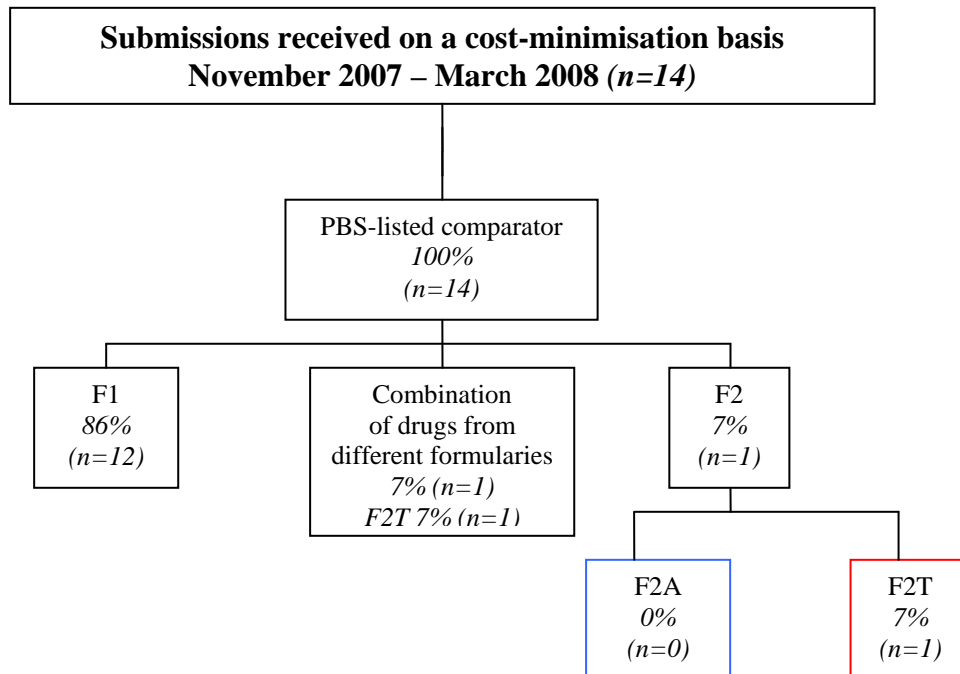 Submissions received on a cost-minimisation basis
November 2007 – March 2008 (n=14)
PBS-listed comparator
100%
(n=14)
F1
86%
(n=12)
Combination
of drugs from
different formularies
7% (n=1)
F2T 7% (n=1)
F2
7%
(n=1)
F2A
0%
(n=0)
F2T
7%
(n=1)